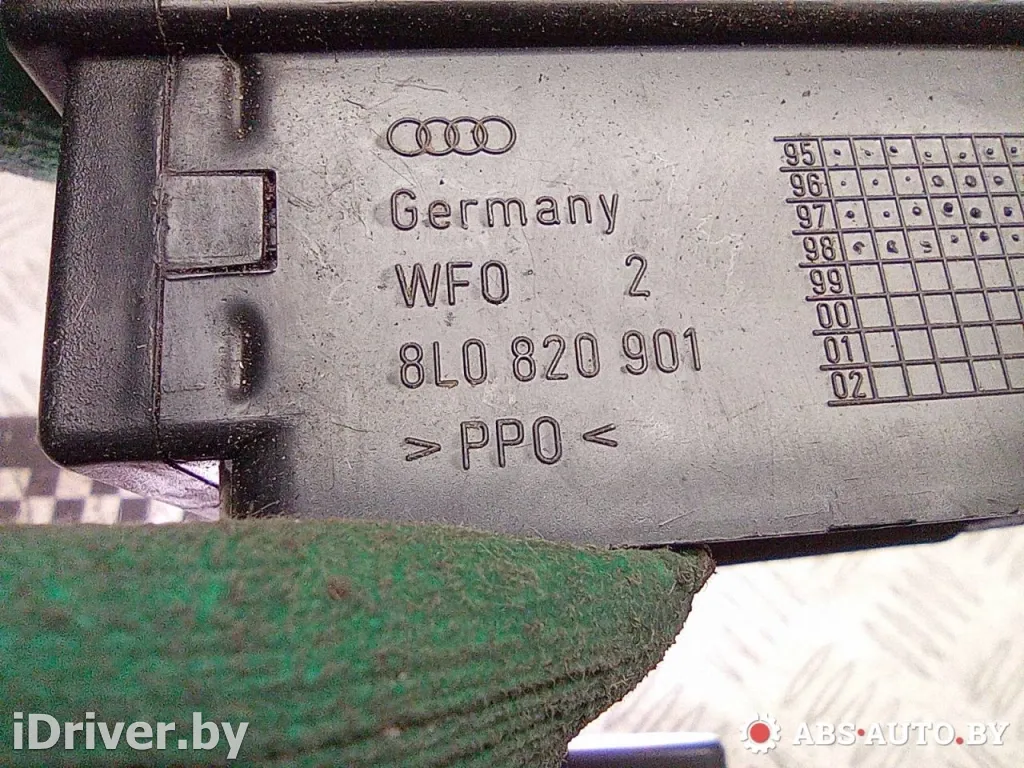 Germany
WFO 2
8L0 820 901
> PPO <
95
96
97
98
99
00
01
02
iDriver.by
ABS-AUTO.BY